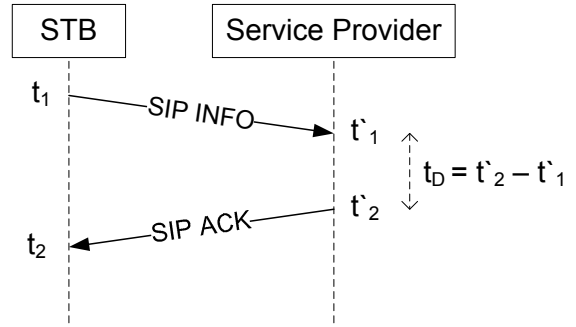 STB
Service Provider
t1
SIP INFO
t`1
tD = t`2 – t`1
t`2
SIP ACK
t2